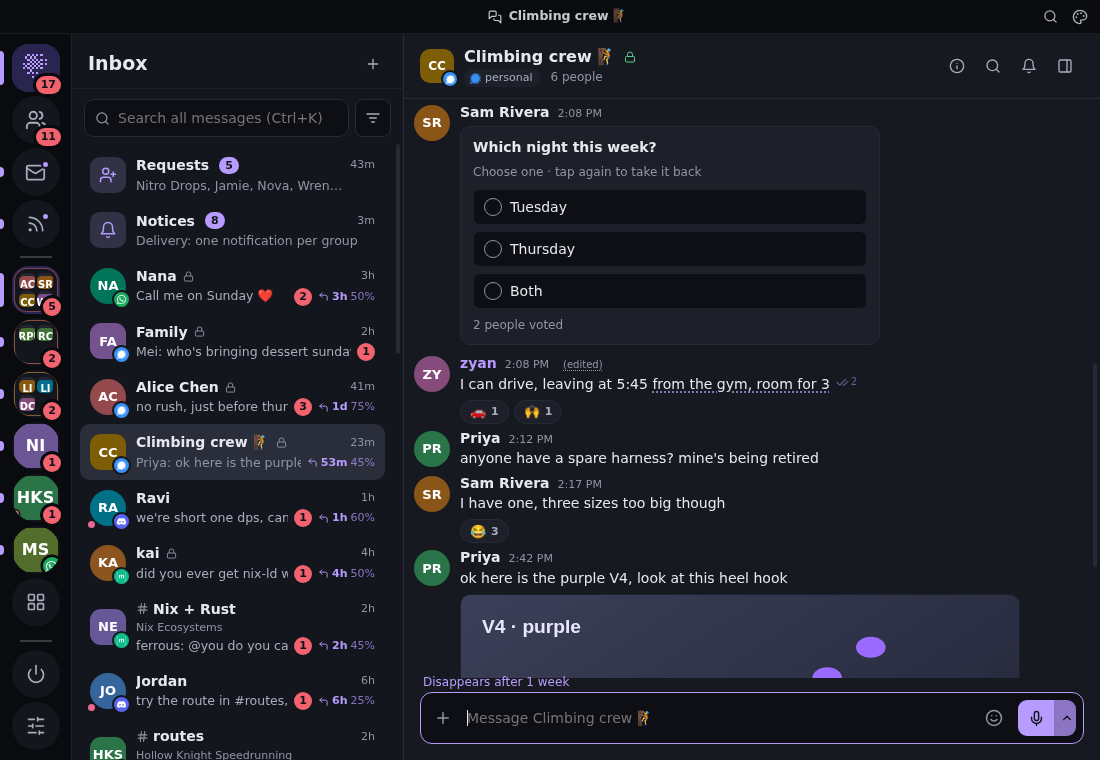 Climbing crew 🧗
17
11
5
2
2
1
1
AC SR
CC
RP RC
LI LI
DC
NI
HKS
MS
Inbox
Search all messages (Ctrl+K)
Requests 5 43m
Nitro Drops, Jamie, Nova, Wren…
Notices 8 3m
Delivery: one notification per group
NA Nana 3h
Call me on Sunday ❤️ 2 3h 50%
FA Family 2h
Mei: who's bringing dessert sunda 1
AC Alice Chen 41m
no rush, just before thur 3 1d 75%
CC Climbing crew 🧗 23m
Priya: ok here is the purple 53m 45%
RA Ravi 1h
we're short one dps, can 1 1h 60%
KA kai 4h
did you ever get nix-ld w 1 4h 50%
NE # Nix + Rust 2h
Nix Ecosystems
ferrous: @you do you ca 1 2h 45%
JO Jordan 6h
try the route in #routes, 1 6h 25%
HKS # routes 2h
Hollow Knight Speedrunning
CC Climbing crew 🧗
personal 6 people
SR Sam Rivera 2:08 PM
Which night this week?
Choose one · tap again to take it back
Tuesday
Thursday
Both
2 people voted
ZY zyan 2:08 PM (edited)
I can drive, leaving at 5:45 from the gym, room for 3 2
🚗 1 🙌 1
PR Priya 2:12 PM
anyone have a spare harness? mine's being retired
SR Sam Rivera 2:17 PM
I have one, three sizes too big though
😂 3
PR Priya 2:42 PM
ok here is the purple V4, look at this heel hook
V4 · purple
Disappears after 1 week
Message Climbing crew 🧗